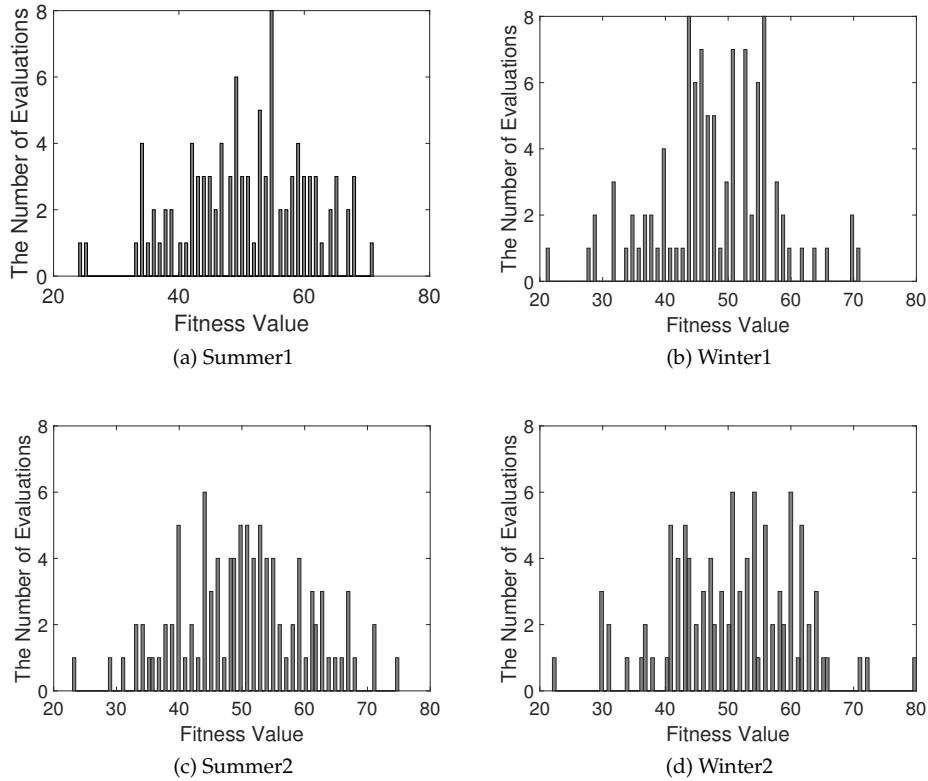 The Number of Evaluations
8
6
4
2
0
20 40 60 80
Fitness Value
(a) Summer1
The Number of Evaluations
8
6
4
2
0
20 30 40 50 60 70 80
Fitness Value
(b) Winter1
The Number of Evaluations
8
6
4
2
0
20 30 40 50 60 70 80
Fitness Value
(c) Summer2
The Number of Evaluations
8
6
4
2
0
20 30 40 50 60 70 80
Fitness Value
(d) Winter2